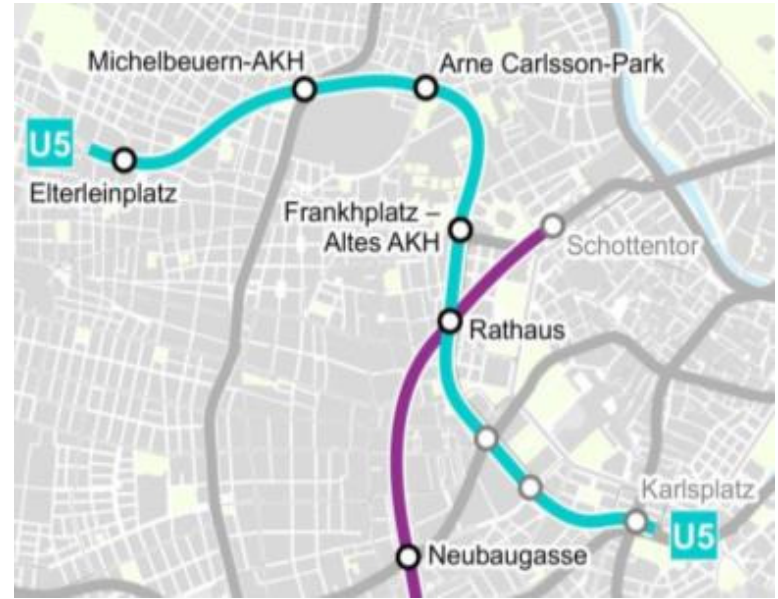 Michelbeuern-AKH
Arne Carlsson-Park
U5
Elterleinplatz
Frankhplatz –
Altes AKH
Schottentor
Rathaus
Karlsplatz
U5
Neubaugasse